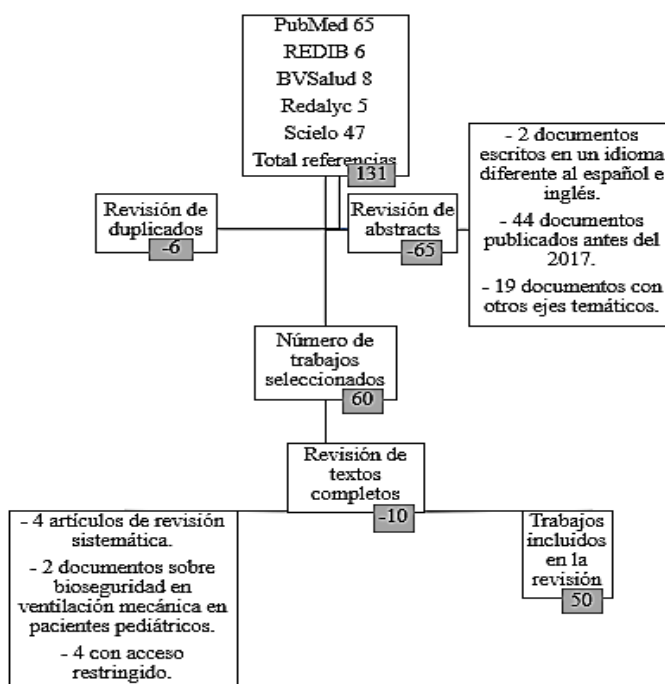 PubMed 65
REDIB 6
BVSalud 8
Redalyc 5
Scielo 47
Total referencias
131
Revisión de
duplicados
-6
Revisión de
abstracts
-65
- 2 documentos
escritos en un idioma
diferente al español e
inglés.
- 44 documentos
publicados antes del
2017.
- 19 documentos con
otros ejes temáticos.
Número de
trabajos
seleccionados
60
Revisión de
textos
completos
-10
- 4 artículos de revisión
sistemática.
- 2 documentos sobre
bioseguridad en
ventilación mecánica en
pacientes pediátricos.
- 4 con acceso
restringido.
Trabajos
incluidos
en la
revisión
50